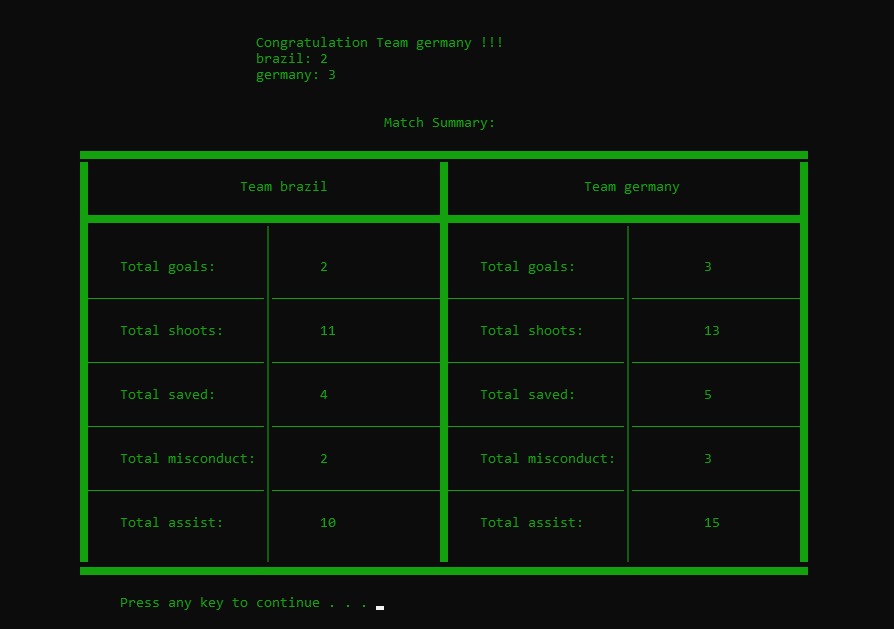 Congratulation Team germany !!!
brazil: 2
germany: 3
Match Summary:
Team brazil Team germany
Total goals: 2 Total goals: 3
Total shoots: 11 Total shoots: 13
Total saved: 4 Total saved: 5
Total misconduct: 2 Total misconduct: 3
Total assist: 10 Total assist: 15
Press any key to continue . . .